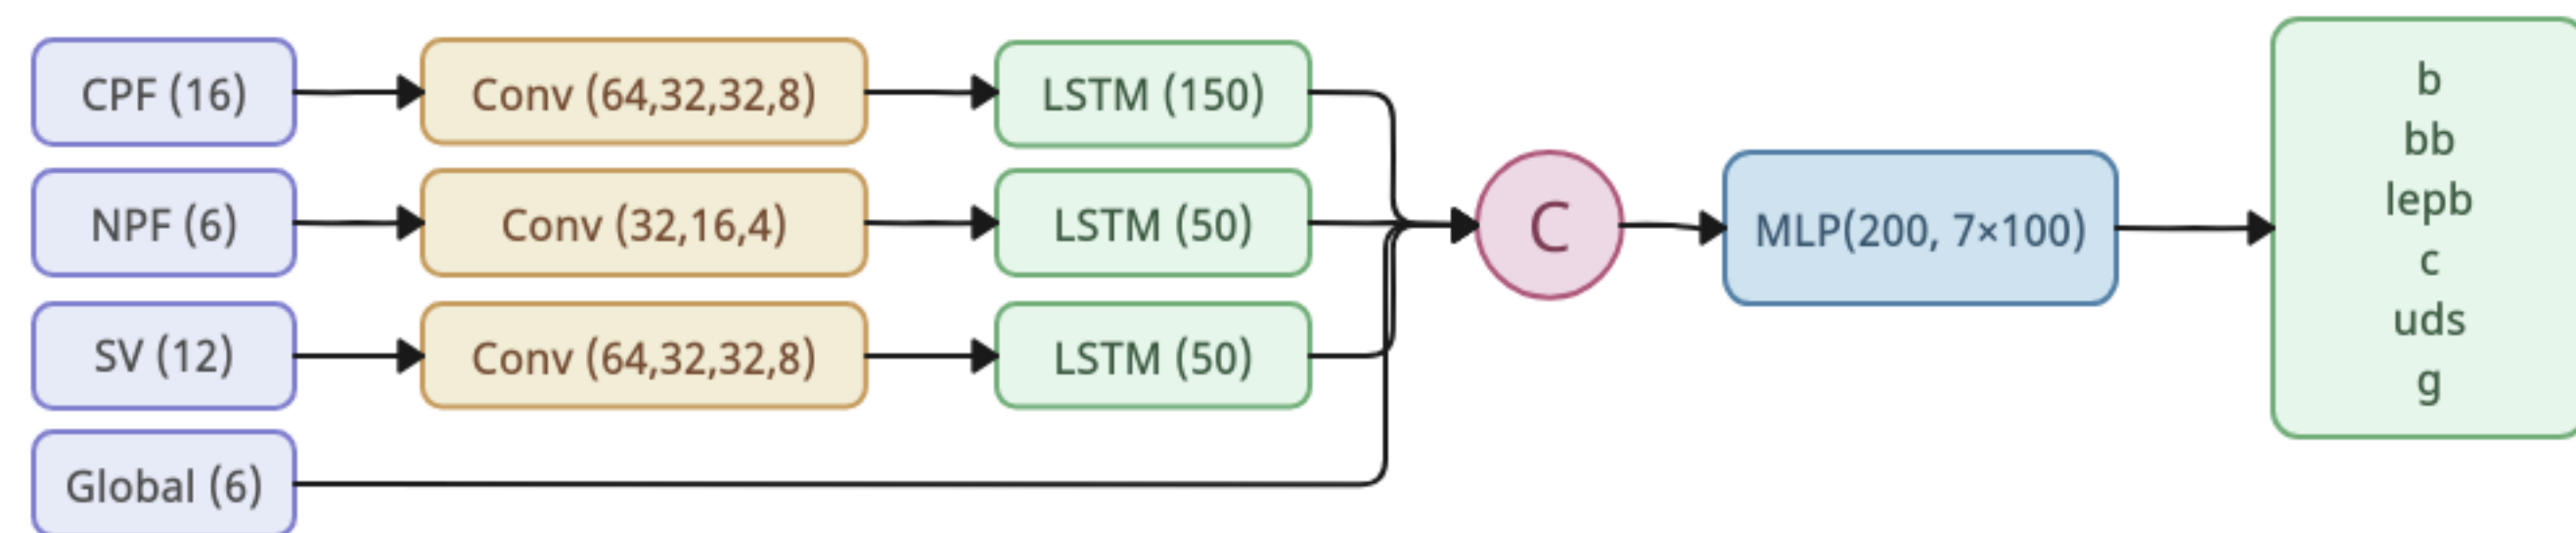 CPF (16)
Conv (64,32,32,8)
LSTM (150)
NPF (6)
Conv (32,16,4)
LSTM (50)
SV (12)
Conv (64,32,32,8)
LSTM (50)
Global (6)
C
MLP(200, 7×100)
b
bb
lepb
c
uds
g